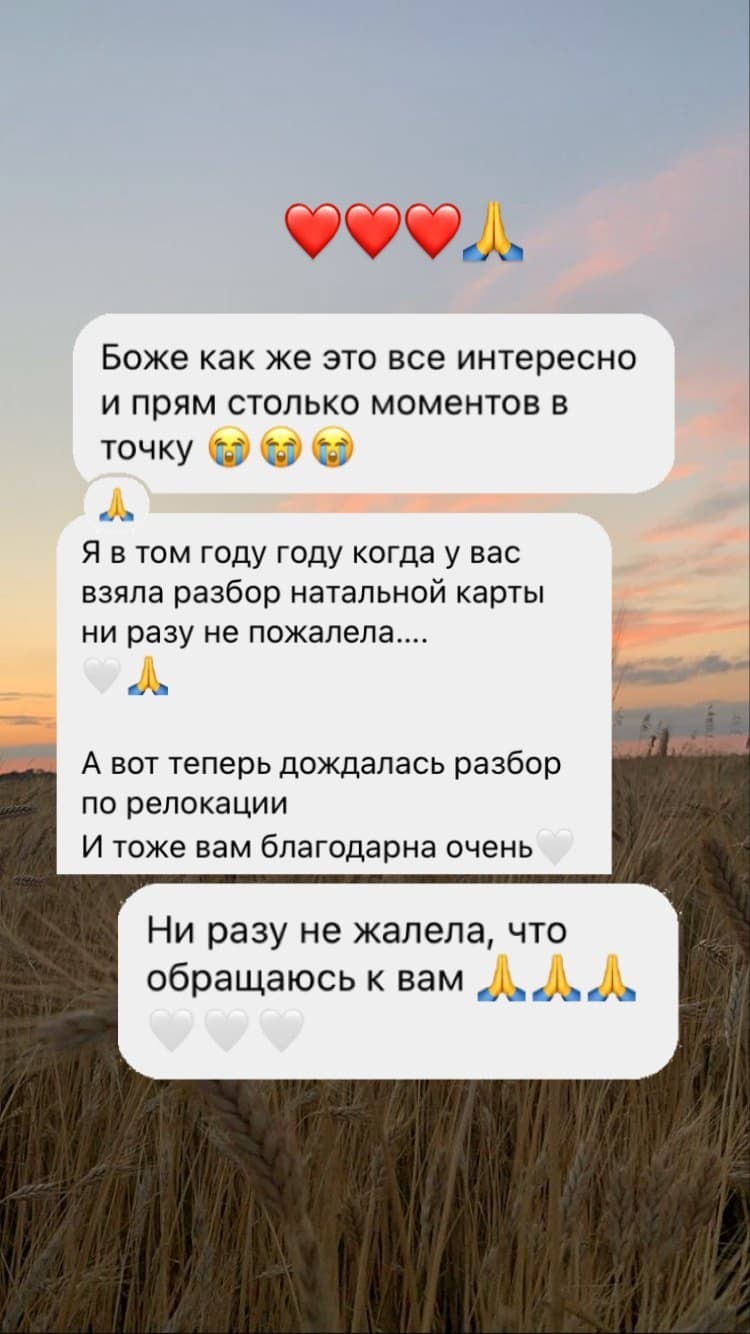 ❤️❤️❤️🙏
Боже как же это все интересно
и прям столько моментов в
точку 😭😭😭
🙏
Я в том году году когда у вас
взяла разбор натальной карты
ни разу не пожалела....
🤍🙏
А вот теперь дождалась разбор
по релокации
И тоже вам благодарна очень🤍
Ни разу не жалела, что
обращаюсь к вам 🙏🙏🙏
🤍🤍🤍